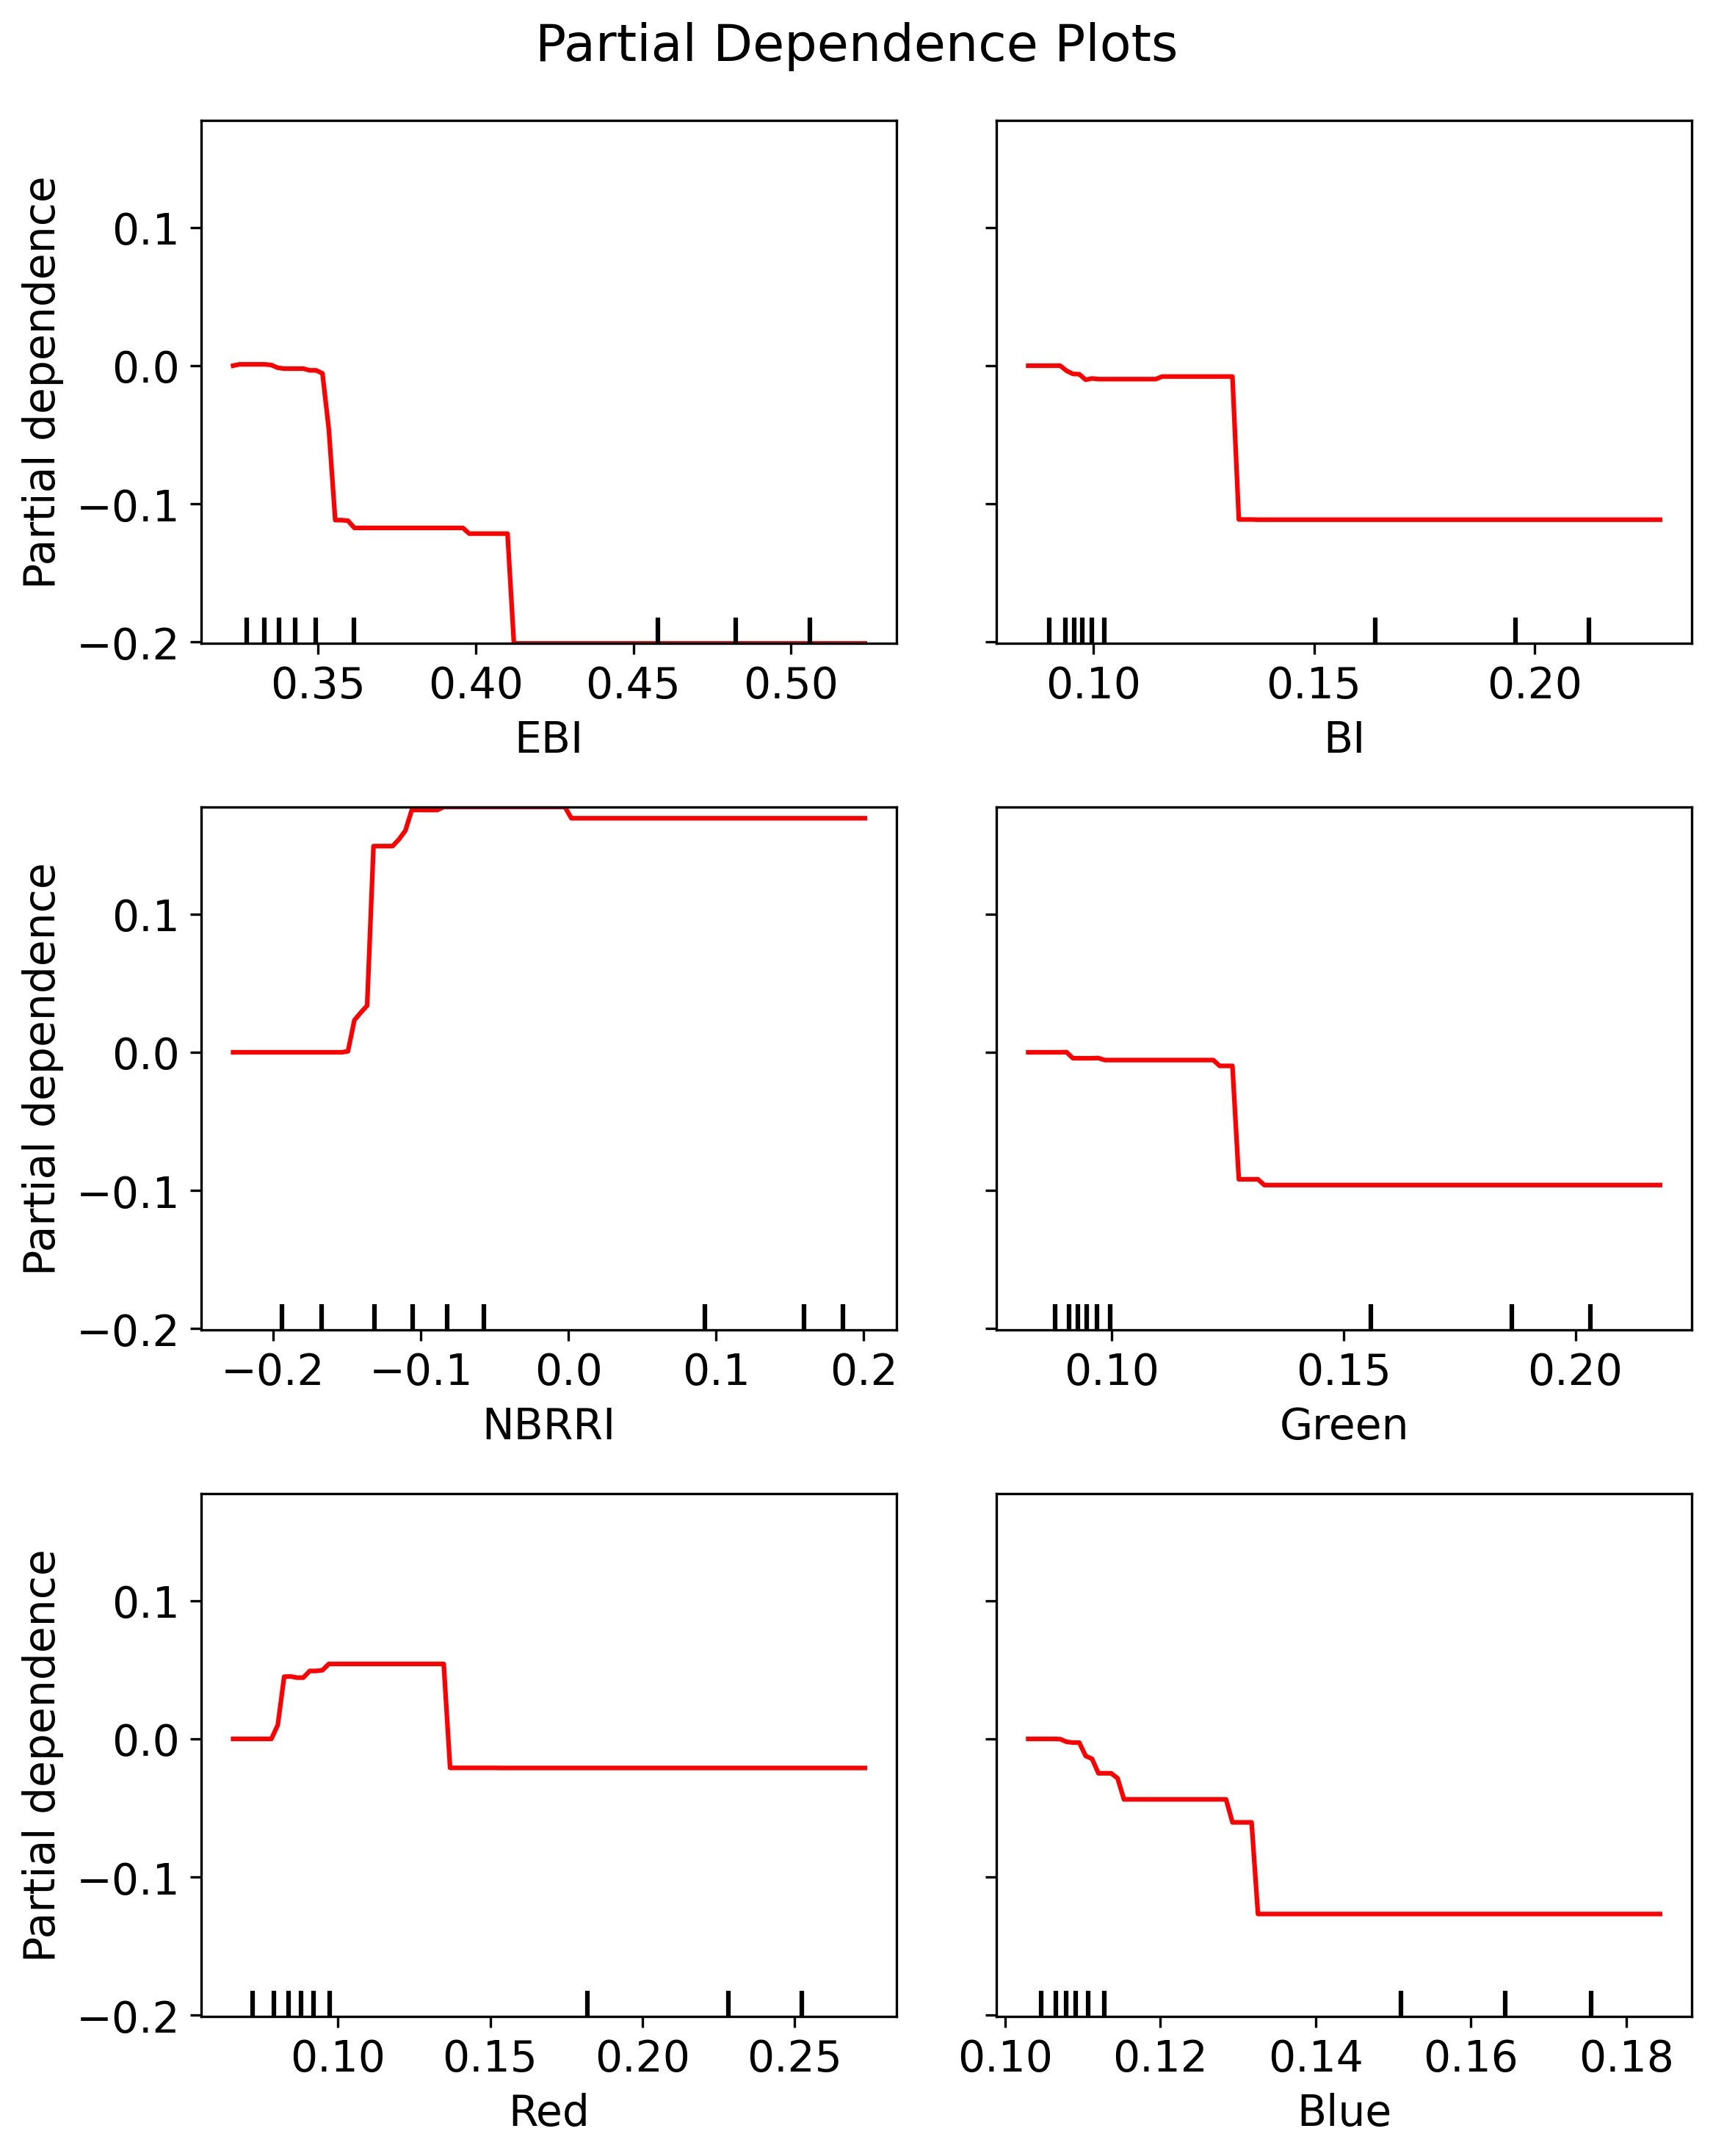 Partial Dependence Plots
Partial dependence
0.1
0.0
−0.1
−0.2
0.35 0.40 0.45 0.50
EBI
0.10 0.15 0.20
BI
Partial dependence
0.1
0.0
−0.1
−0.2
−0.2 −0.1 0.0 0.1 0.2
NBRRI
0.10 0.15 0.20
Green
Partial dependence
0.1
0.0
−0.1
−0.2
0.10 0.15 0.20 0.25
Red
0.10 0.12 0.14 0.16 0.18
Blue